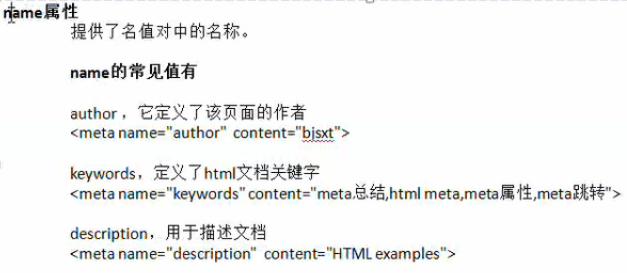 name属性
提供了名值对中的名称。
name的常见值有
author ，它定义了该页面的作者
<meta name="author" content="bjsxt">
keywords，定义了html文档关键字
<meta name="keywords" content="meta总结,html meta,meta属性,meta跳转">
description，用于描述文档
<meta name="description" content="HTML examples">